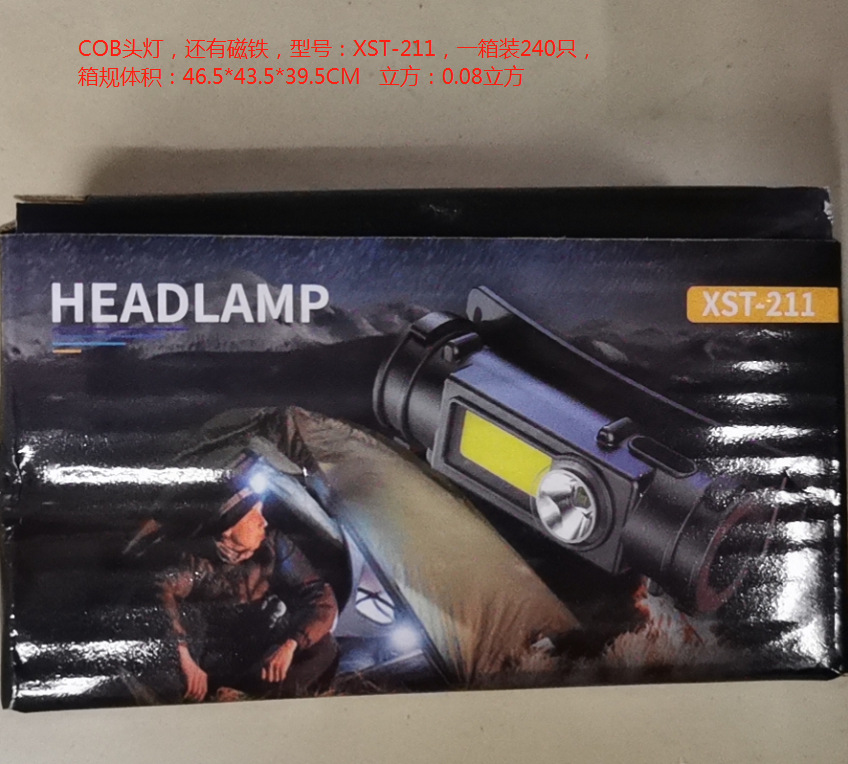 COB头灯，还有磁铁，型号：XST-211，一箱装240只，
箱规体积：46.5*43.5*39.5CM 立方：0.08立方
HEADLAMP
XST-211